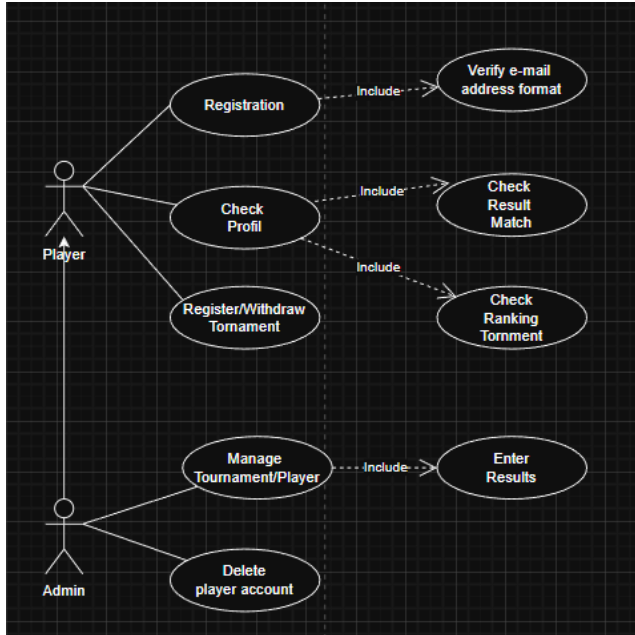 Registration
Include
Verify e-mail
address format
Player
Check
Profil
Include
Check
Result
Match
Include
Register/Withdraw
Tornament
Check
Ranking
Tornment
Manage
Tournament/Player
Include
Enter
Results
Admin
Delete
player account